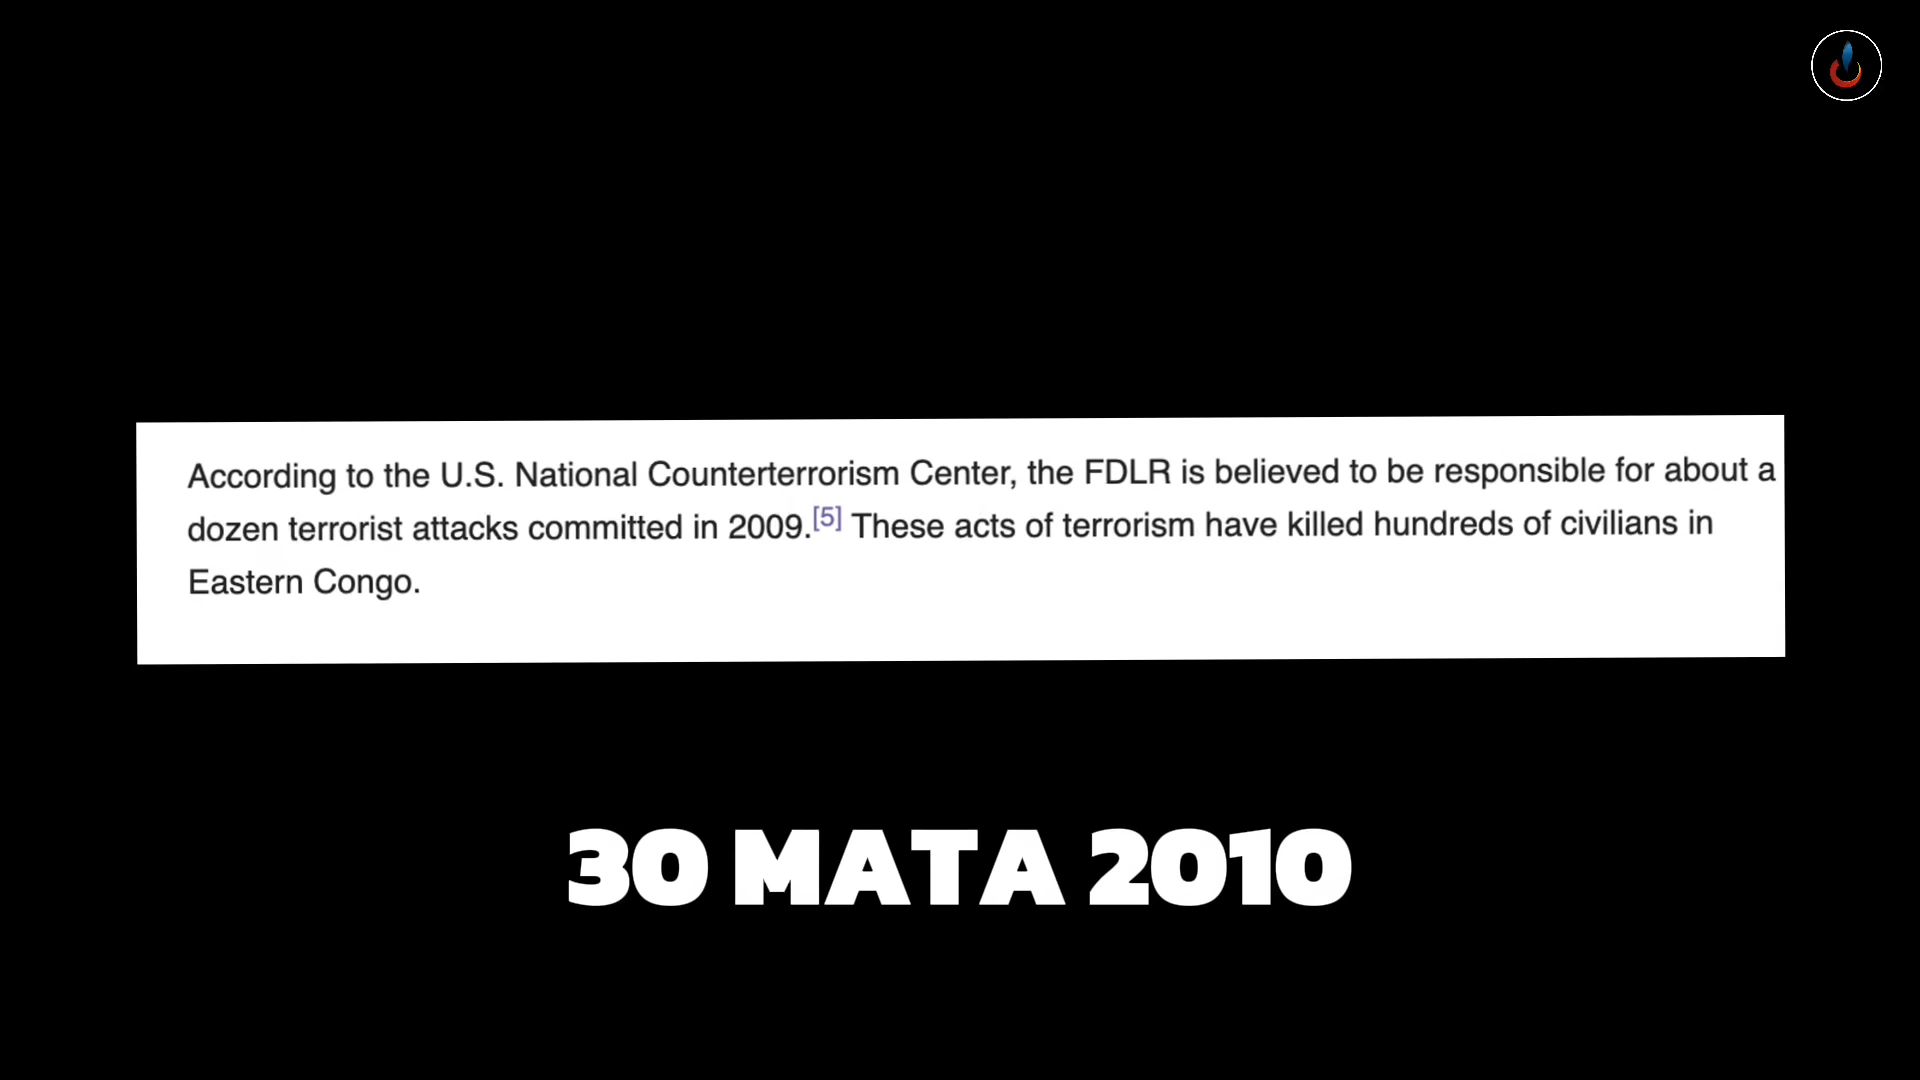 According to the U.S. National Counterterrorism Center, the FDLR is believed to be responsible for about a
dozen terrorist attacks committed in 2009.[5] These acts of terrorism have killed hundreds of civilians in
Eastern Congo.
30 MATA 2010